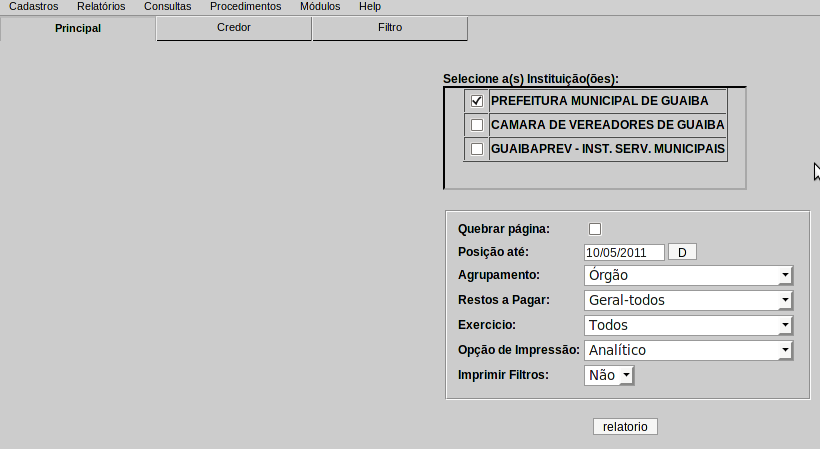 Cadastros Relatórios Consultas Procedimentos Módulos Help
Principal Credor Filtro
Selecione a(s) Instituição(ões):
PREFEITURA MUNICIPAL DE GUAIBA
CAMARA DE VEREADORES DE GUAIBA
GUAIBAPREV - INST. SERV. MUNICIPAIS
Quebrar página:
Posição até: 10/05/2011 D
Agrupamento: Órgão
Restos a Pagar: Geral-todos
Exercicio: Todos
Opção de Impressão: Analítico
Imprimir Filtros: Não
relatorio